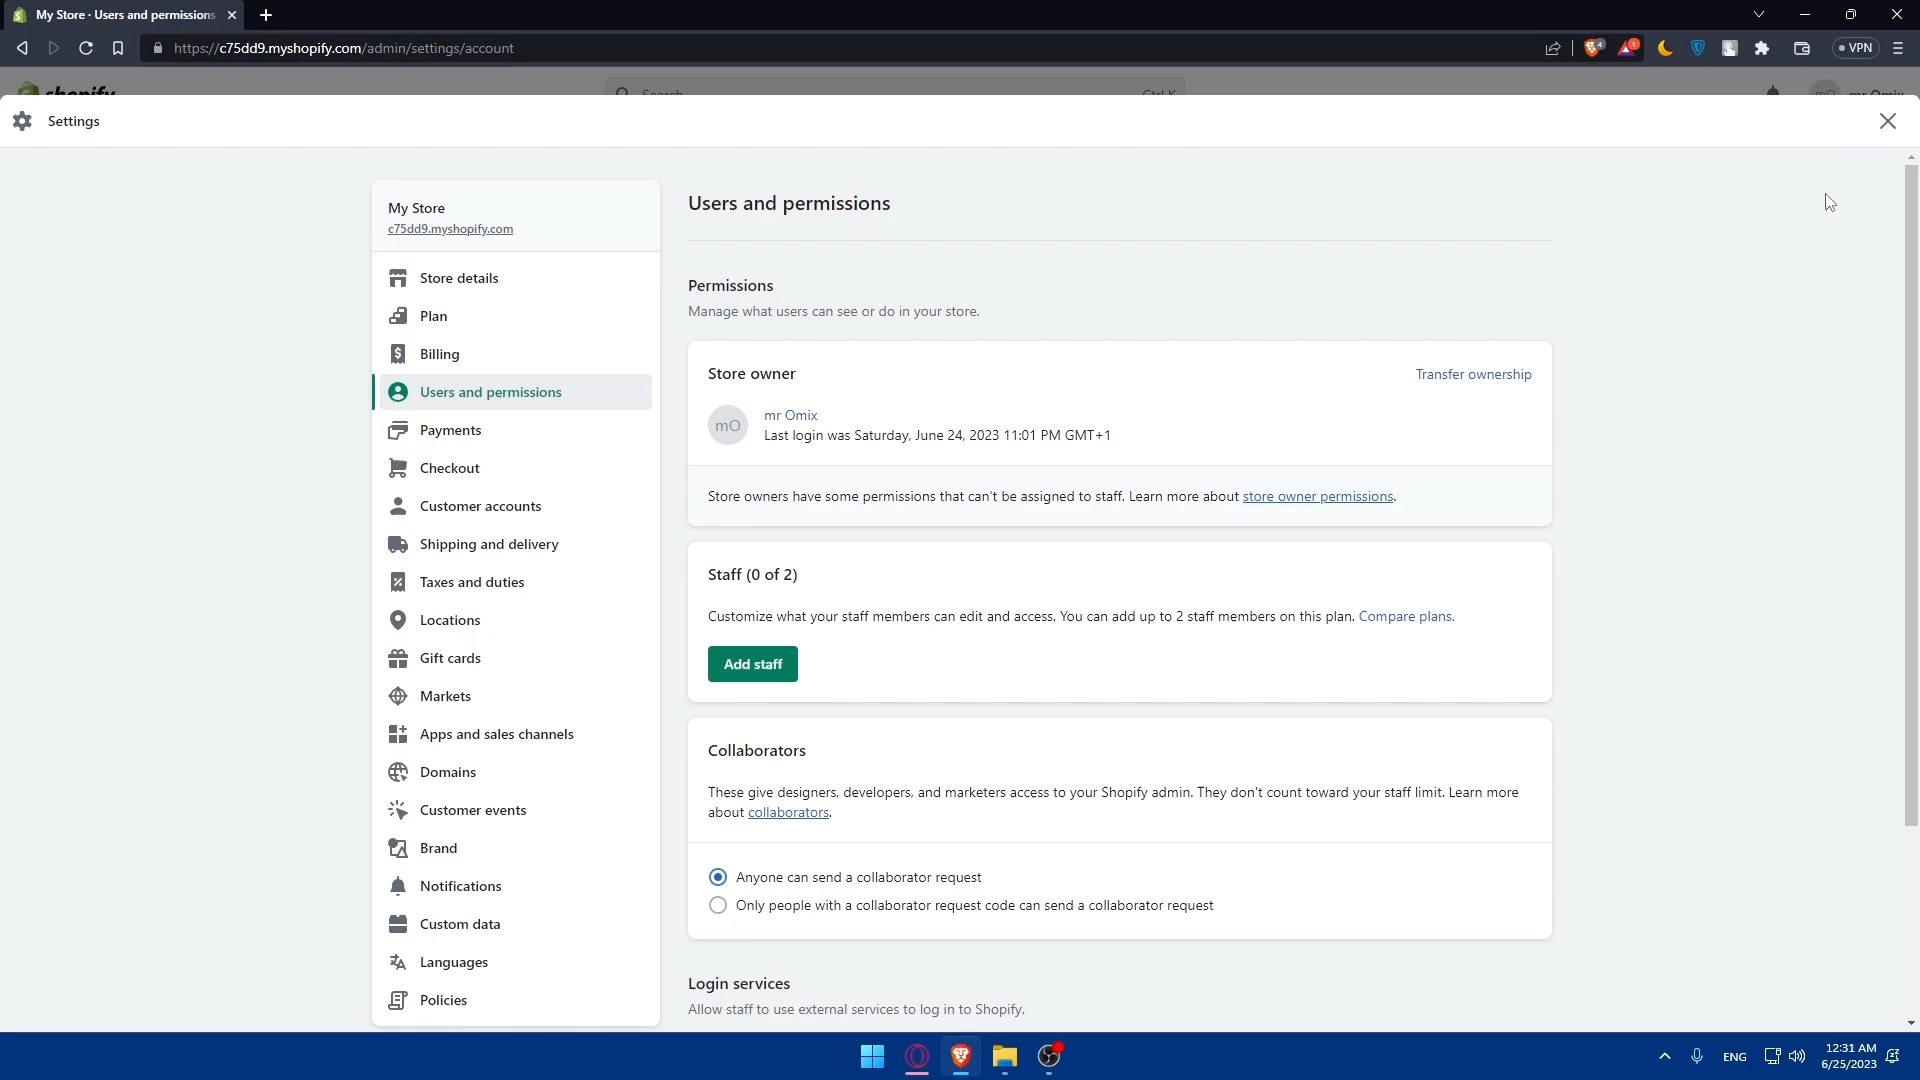 My Store · Users and permissions
https://c75dd9.myshopify.com/admin/settings/account
4
1
VPN
shopify
Search
Ctrl K
mO
mr Omix
Settings
My Store
c75dd9.myshopify.com
Store details
Plan
Billing
Users and permissions
Payments
Checkout
Customer accounts
Shipping and delivery
Taxes and duties
Locations
Gift cards
Markets
Apps and sales channels
Domains
Customer events
Brand
Notifications
Custom data
Languages
Policies
Users and permissions
Permissions
Manage what users can see or do in your store.
Store owner
Transfer ownership
mO
mr Omix
Last login was Saturday, June 24, 2023 11:01 PM GMT+1
Store owners have some permissions that can't be assigned to staff. Learn more about store owner permissions.
Staff (0 of 2)
Customize what your staff members can edit and access. You can add up to 2 staff members on this plan. Compare plans.
Add staff
Collaborators
These give designers, developers, and marketers access to your Shopify admin. They don't count toward your staff limit. Learn more
about collaborators.
Anyone can send a collaborator request
Only people with a collaborator request code can send a collaborator request
Login services
Allow staff to use external services to log in to Shopify.
ENG
12:31 AM
6/25/2023